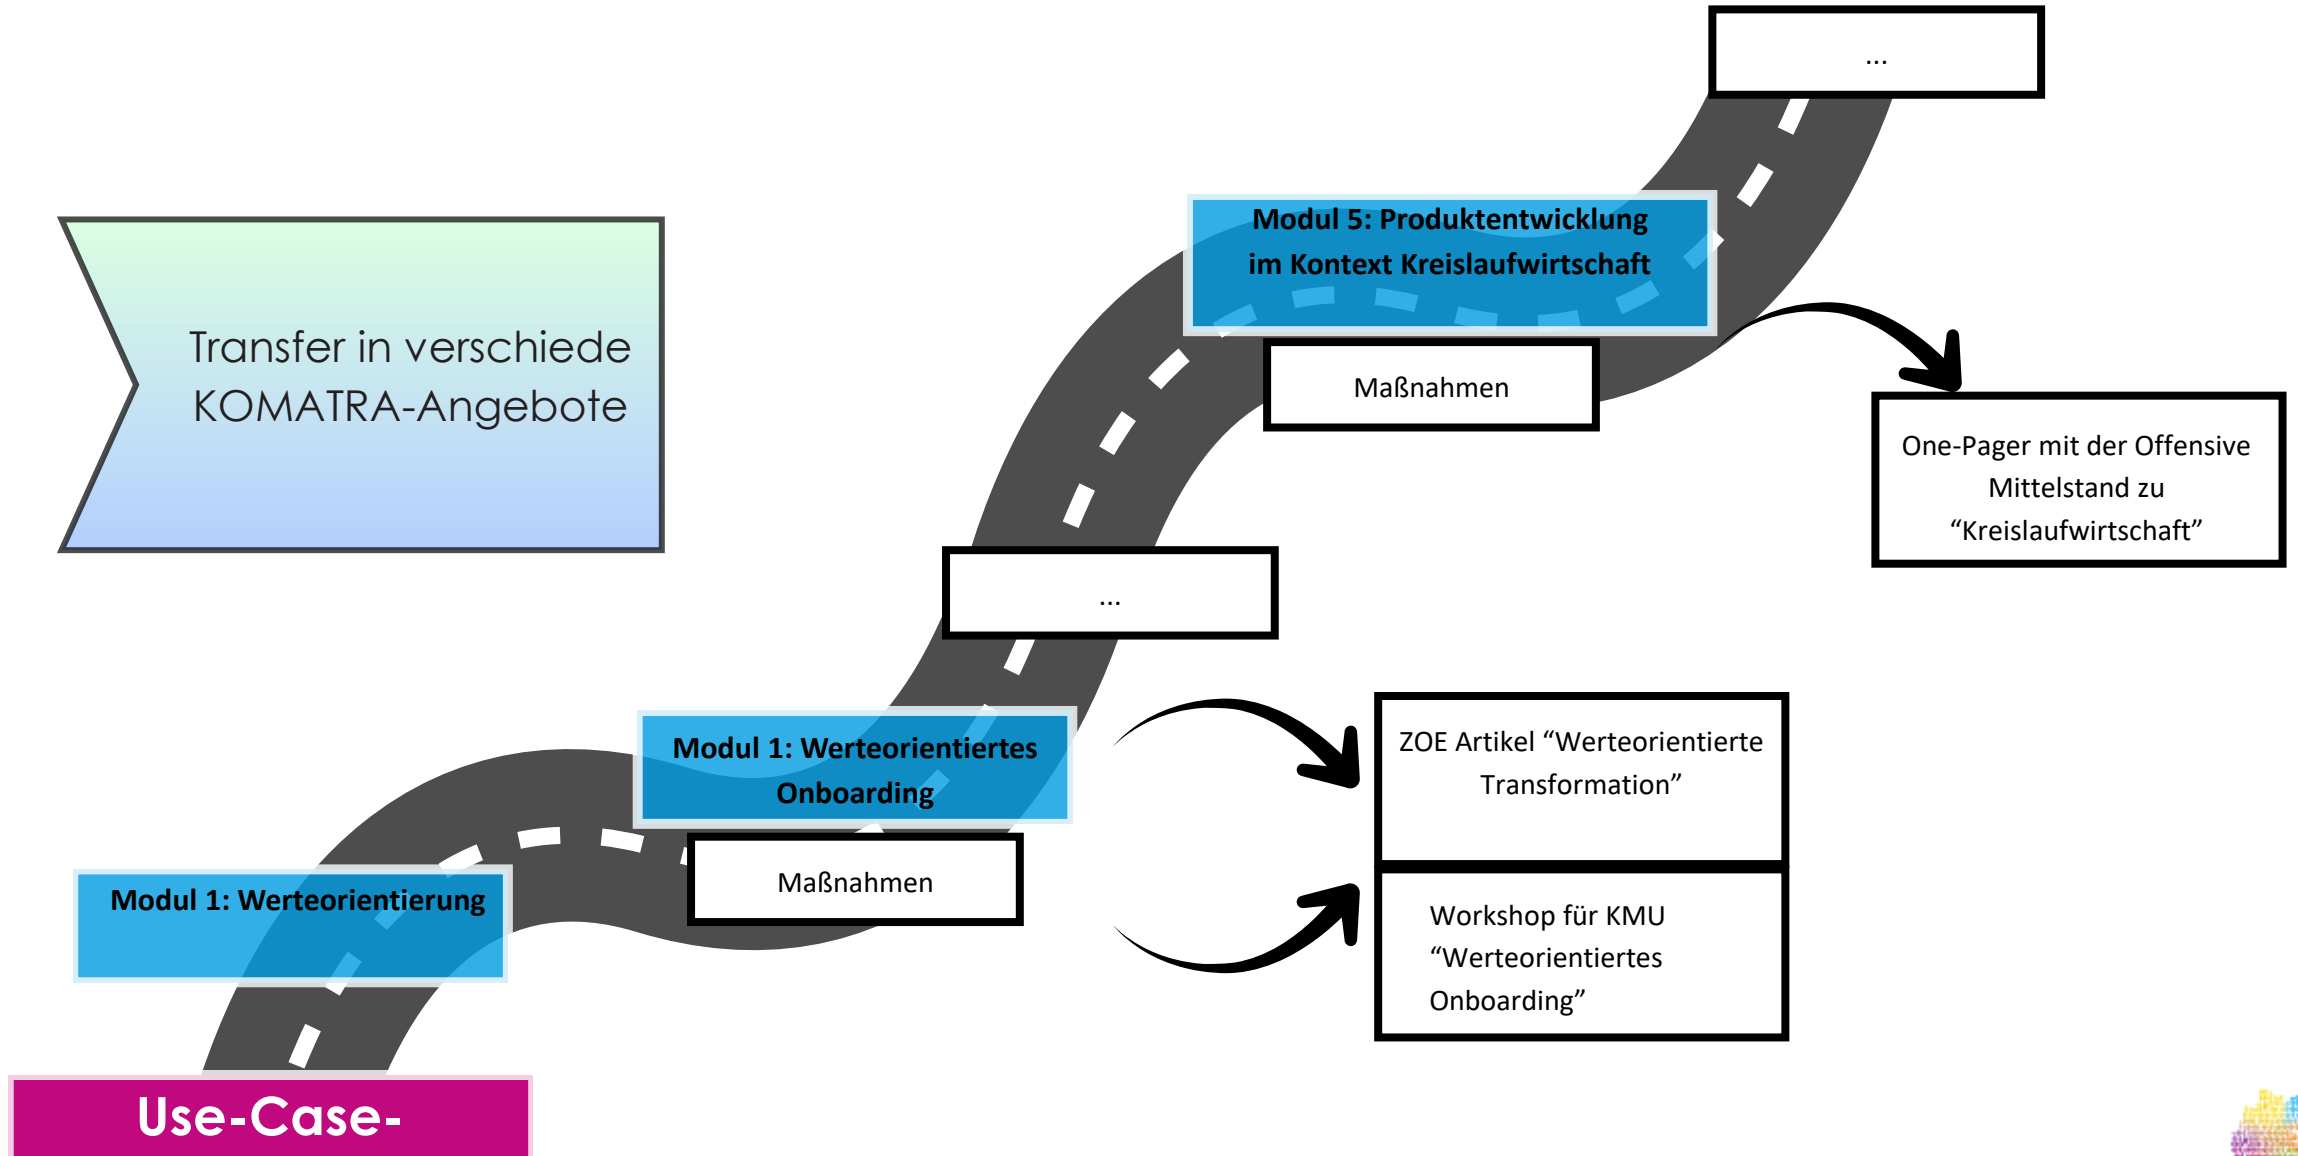 ...
Modul 5: Produktentwicklung
im Kontext Kreislaufwirtschaft
Transfer in verschiede
KOMATRA-Angebote
Maßnahmen
One-Pager mit der Offensive
Mittelstand zu
“Kreislaufwirtschaft”
...
Modul 1: Werteorientiertes
Onboarding
ZOE Artikel “Werteorientierte
Transformation”
Maßnahmen
Modul 1: Werteorientierung
Workshop für KMU
“Werteorientiertes
Onboarding”
Use-Case-